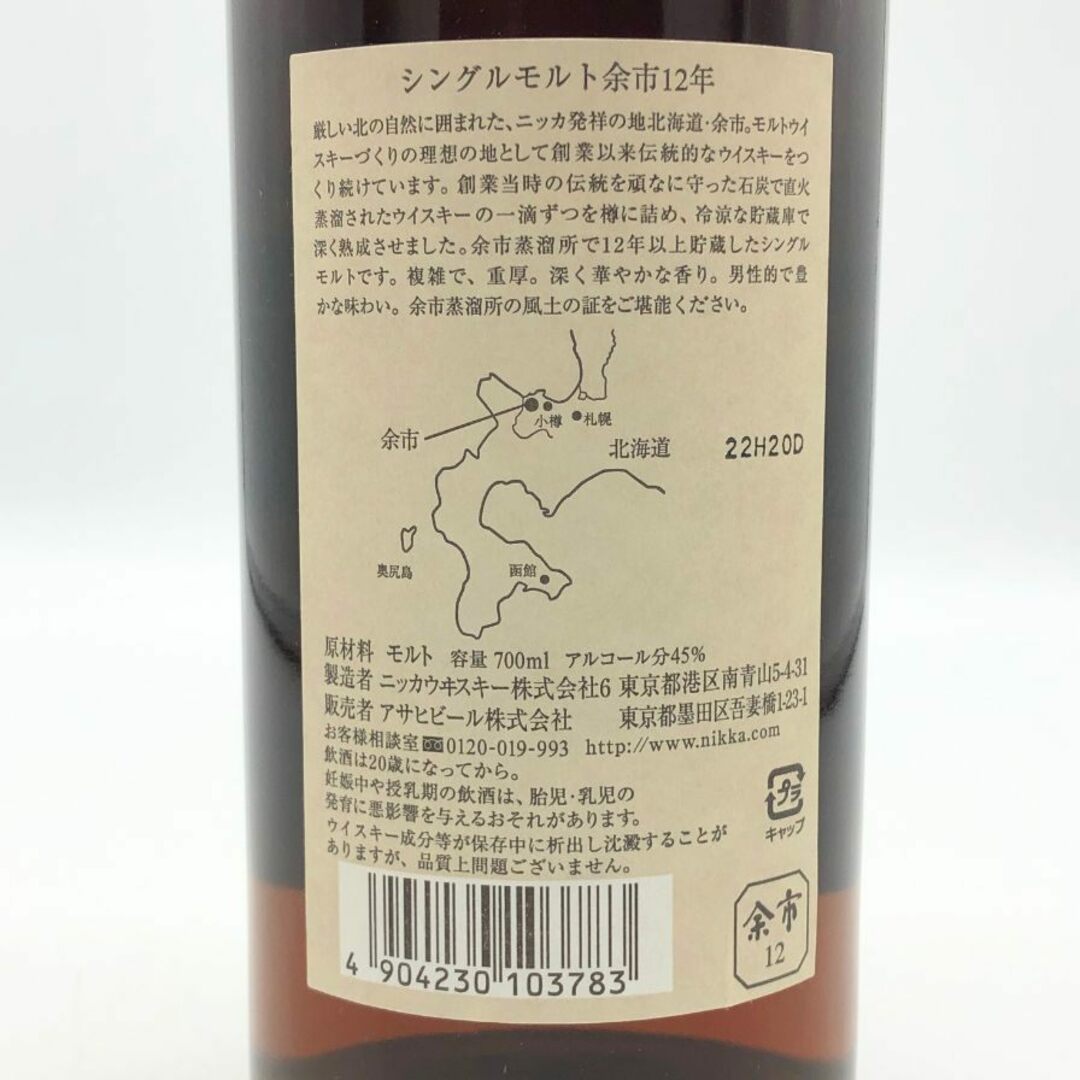 シングルモルト余市12年
厳しい北の自然に囲まれた、ニッカ発祥の地北海道・余市。モルトウイ
スキーづくりの理想の地として創業以来伝統的なウイスキーをつ
くり続けています。創業当時の伝統を頑なに守った石炭で直火
蒸溜されたウイスキーの一滴ずつを樽に詰め、冷涼な貯蔵庫で
深く熟成させました。余市蒸溜所で12年以上貯蔵したシングル
モルトです。複雑で、重厚。深く華やかな香り。男性的で豊
かな味わい。余市蒸溜所の風土の証をご堪能ください。
小樽
札幌
余市
北海道
22H20D
奥尻島
函館
原材料 モルト 容量 700ml アルコール分45%
製造者 ニッカウヰスキー株式会社6 東京都港区南青山5-4-31
販売者 アサヒビール株式会社 東京都墨田区吾妻橋1-23-1
お客様相談室 0120-019-993 http://www.nikka.com
飲酒は20歳になってから。
妊娠中や授乳期の飲酒は、胎児・乳児の
発育に悪影響を与えるおそれがあります。
ウイスキー成分等が保存中に析出し沈澱することが
ありますが、品質上問題ございません。
プラ
キャップ
余市
12
4 904230 103783